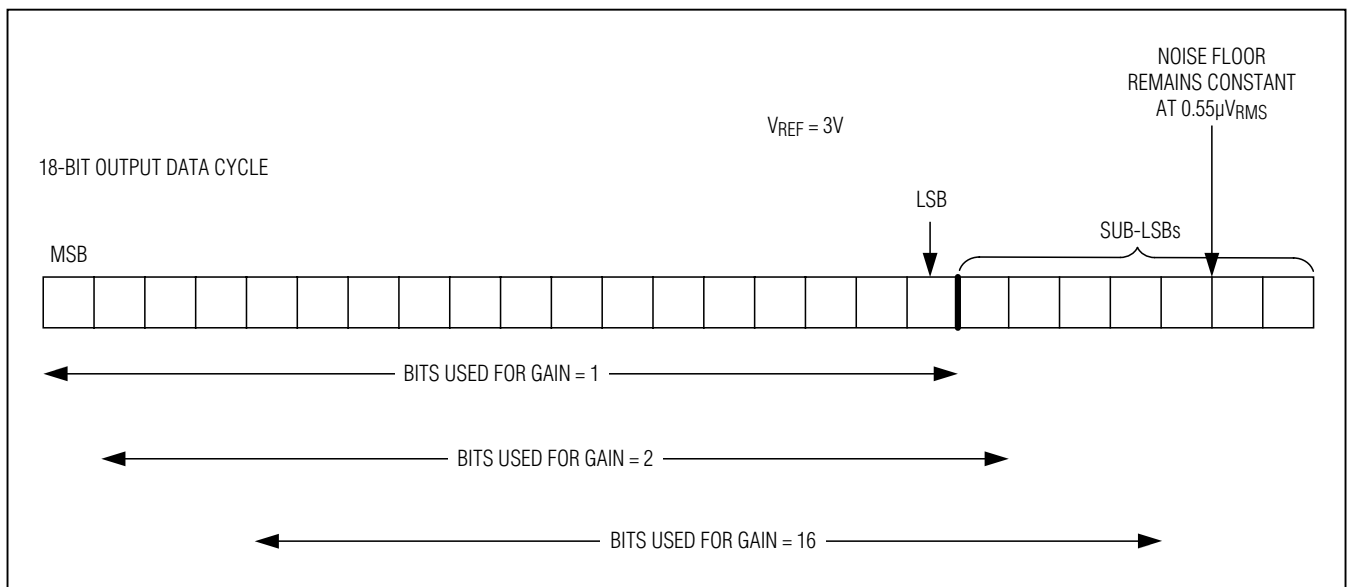 NOISE FLOOR
REMAINS CONSTANT
AT 0.55µVRMS
VREF = 3V
18-BIT OUTPUT DATA CYCLE
LSB
SUB-LSBs
MSB
BITS USED FOR GAIN = 1
BITS USED FOR GAIN = 2
BITS USED FOR GAIN = 16